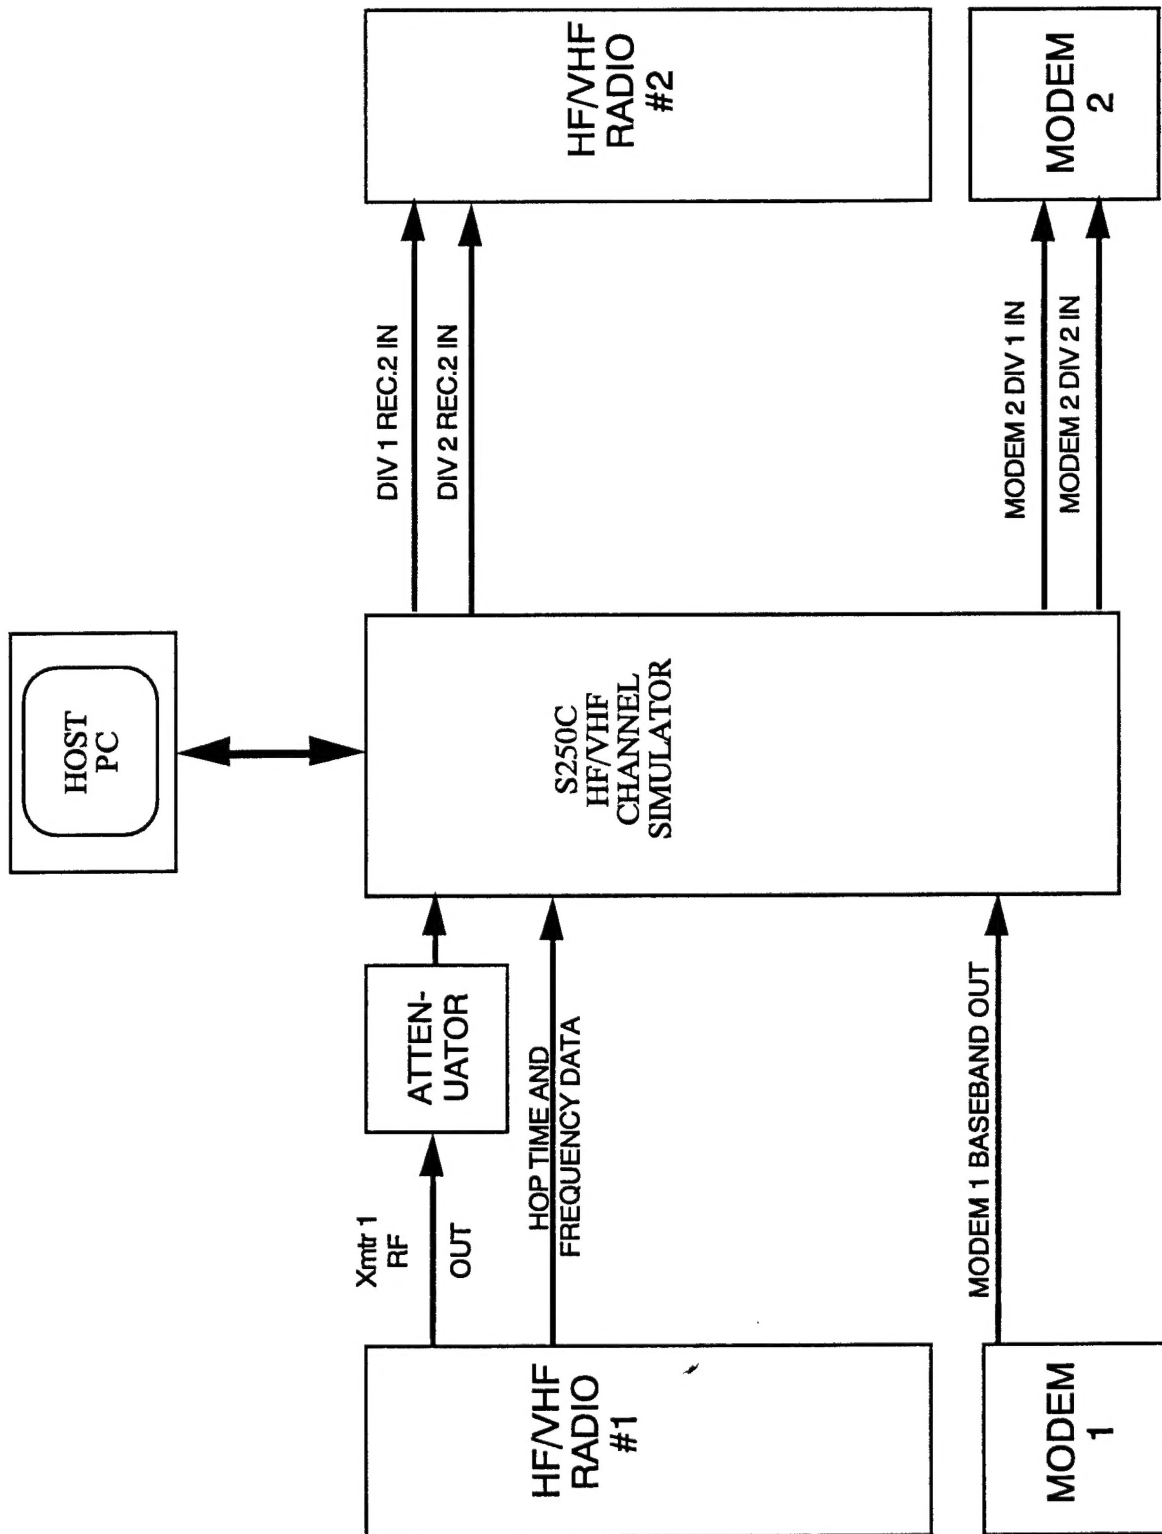 HOST
PC
HF/VHF
RADIO
#1
Xmtr 1
RF
OUT
ATTEN-
UATOR
HOP TIME AND
FREQUENCY DATA
S250C
HF/VHF
CHANNEL
SIMULATOR
DIV 1 REC.2 IN
DIV 2 REC.2 IN
HF/VHF
RADIO
#2
MODEM
1
MODEM 1 BASEBAND OUT
MODEM 2 DIV 1 IN
MODEM 2 DIV 2 IN
MODEM
2